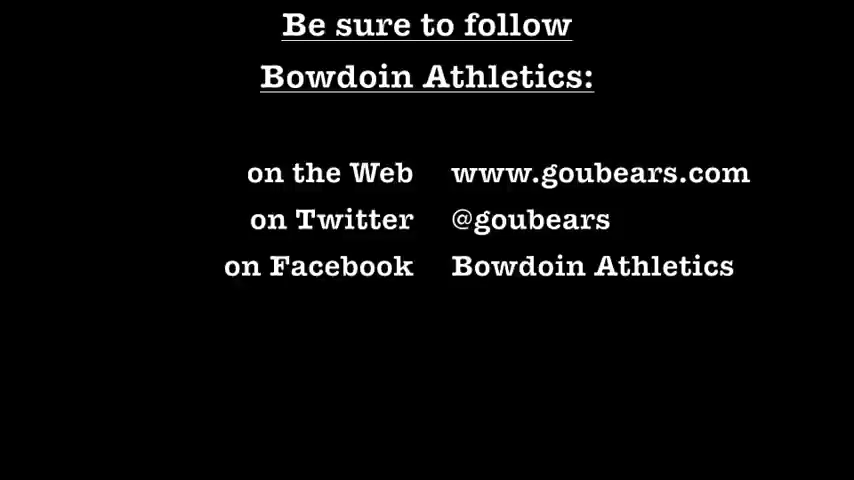 Be sure to follow
Bowdoin Athletics:
on the Web www.goubears.com
on Twitter @goubears
on Facebook Bowdoin Athletics